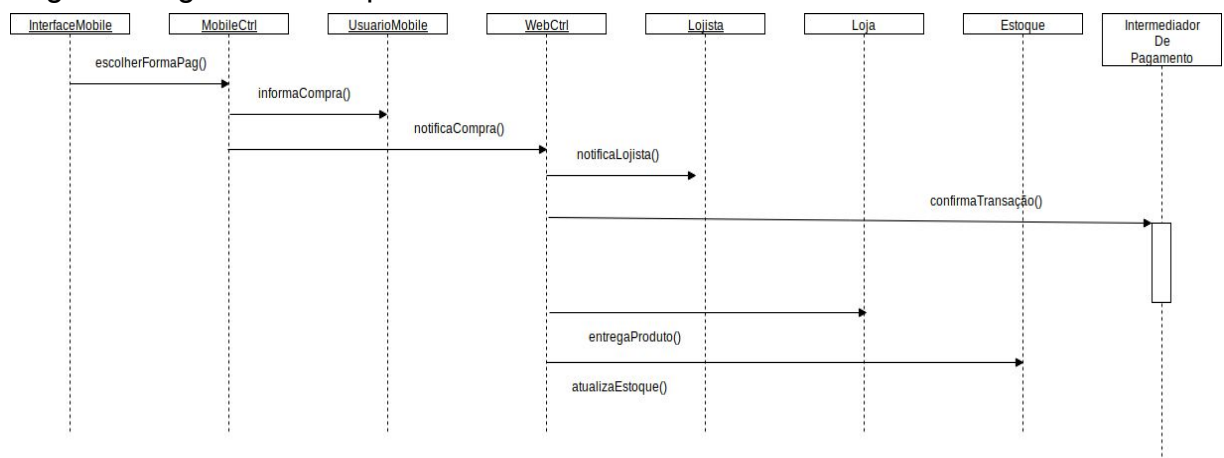 InterfaceMobile
MobileCtrl
UsuarioMobile
WebCtrl
Lojista
Loja
Estoque
Intermediador
De
Pagamento
escolherFormaPag()
informaCompra()
notificaCompra()
notificaLojista()
confirmaTransação()
entregaProduto()
atualizaEstoque()